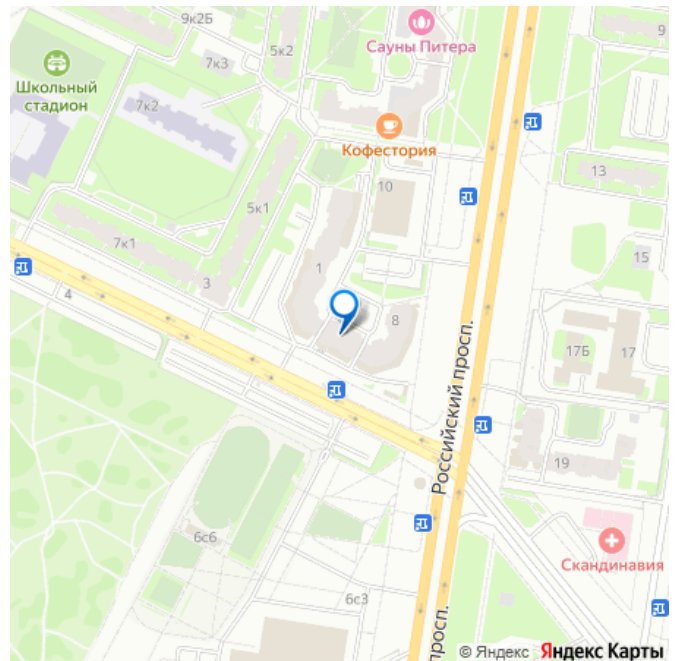 9к2Б
5к2
Сауны Питера
9
7к3
Школьный
стадион
7к2
Кофестория
10
13
5к1
7к1
1
15
3
4
8
17Б
17
Российский просп.
19
6с6
Скандинавия
6с3
просп.
© Яндекс Яндекс Карты